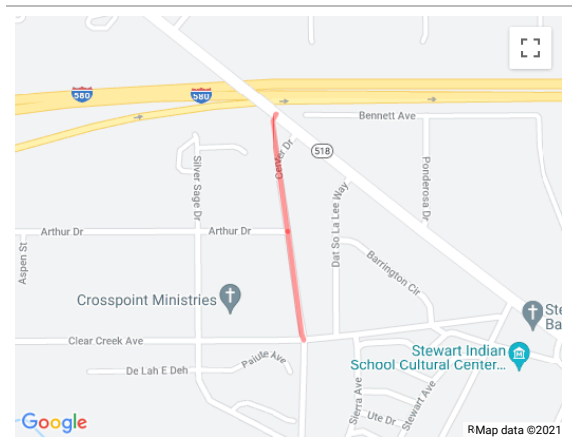 580
580
Bennett Ave
Center Dr
518
Silver Sage Dr
Ponderosa Dr
Dat So La Lee Way
Arthur Dr
Arthur Dr
Aspen St
Barrington Cir
Crosspoint Ministries
Ste
Ba
Clear Creek Ave
Stewart Indian
School Cultural Center...
Paiute Ave
De Lah E Deh
Sierra Ave
Stewart Ave
Ute Dr
Google
Map data ©2021